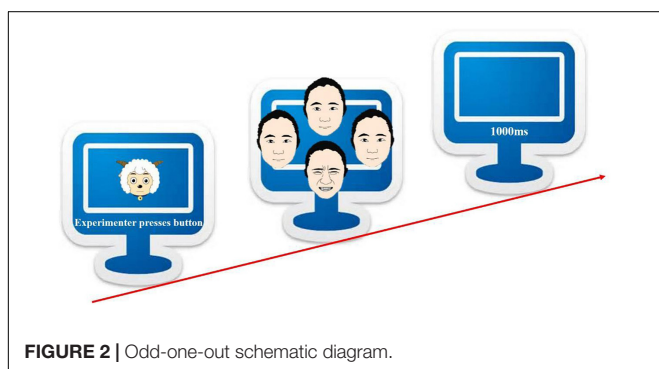 Experimenter presses button
1000ms
FIGURE 2 | Odd-one-out schematic diagram.